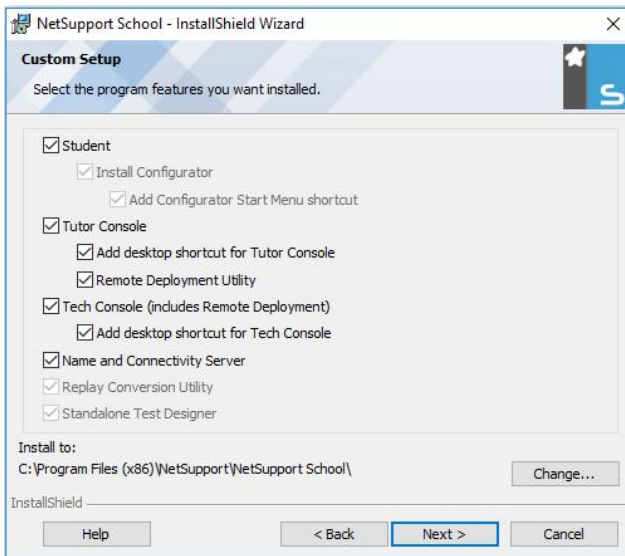 NetSupport School - InstallShield Wizard
Custom Setup
Select the program features you want installed.
S
Student
Install Configurator
Add Configurator Start Menu shortcut
Tutor Console
Add desktop shortcut for Tutor Console
Remote Deployment Utility
Tech Console (includes Remote Deployment)
Add desktop shortcut for Tech Console
Name and Connectivity Server
Replay Conversion Utility
Standalone Test Designer
Install to:
C:\Program Files (x86)\NetSupport\NetSupport School\
Change...
InstallShield
Help
< Back
Next >
Cancel